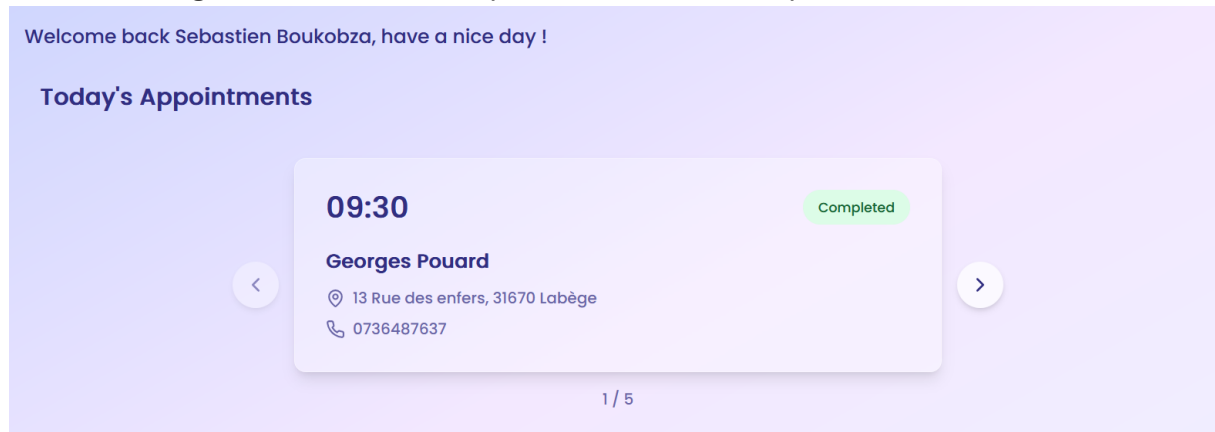 Welcome back Sebastien Boukobza, have a nice day !
Today's Appointments
09:30
Completed
Georges Pouard
13 Rue des enfers, 31670 Labège
0736487637
1 / 5